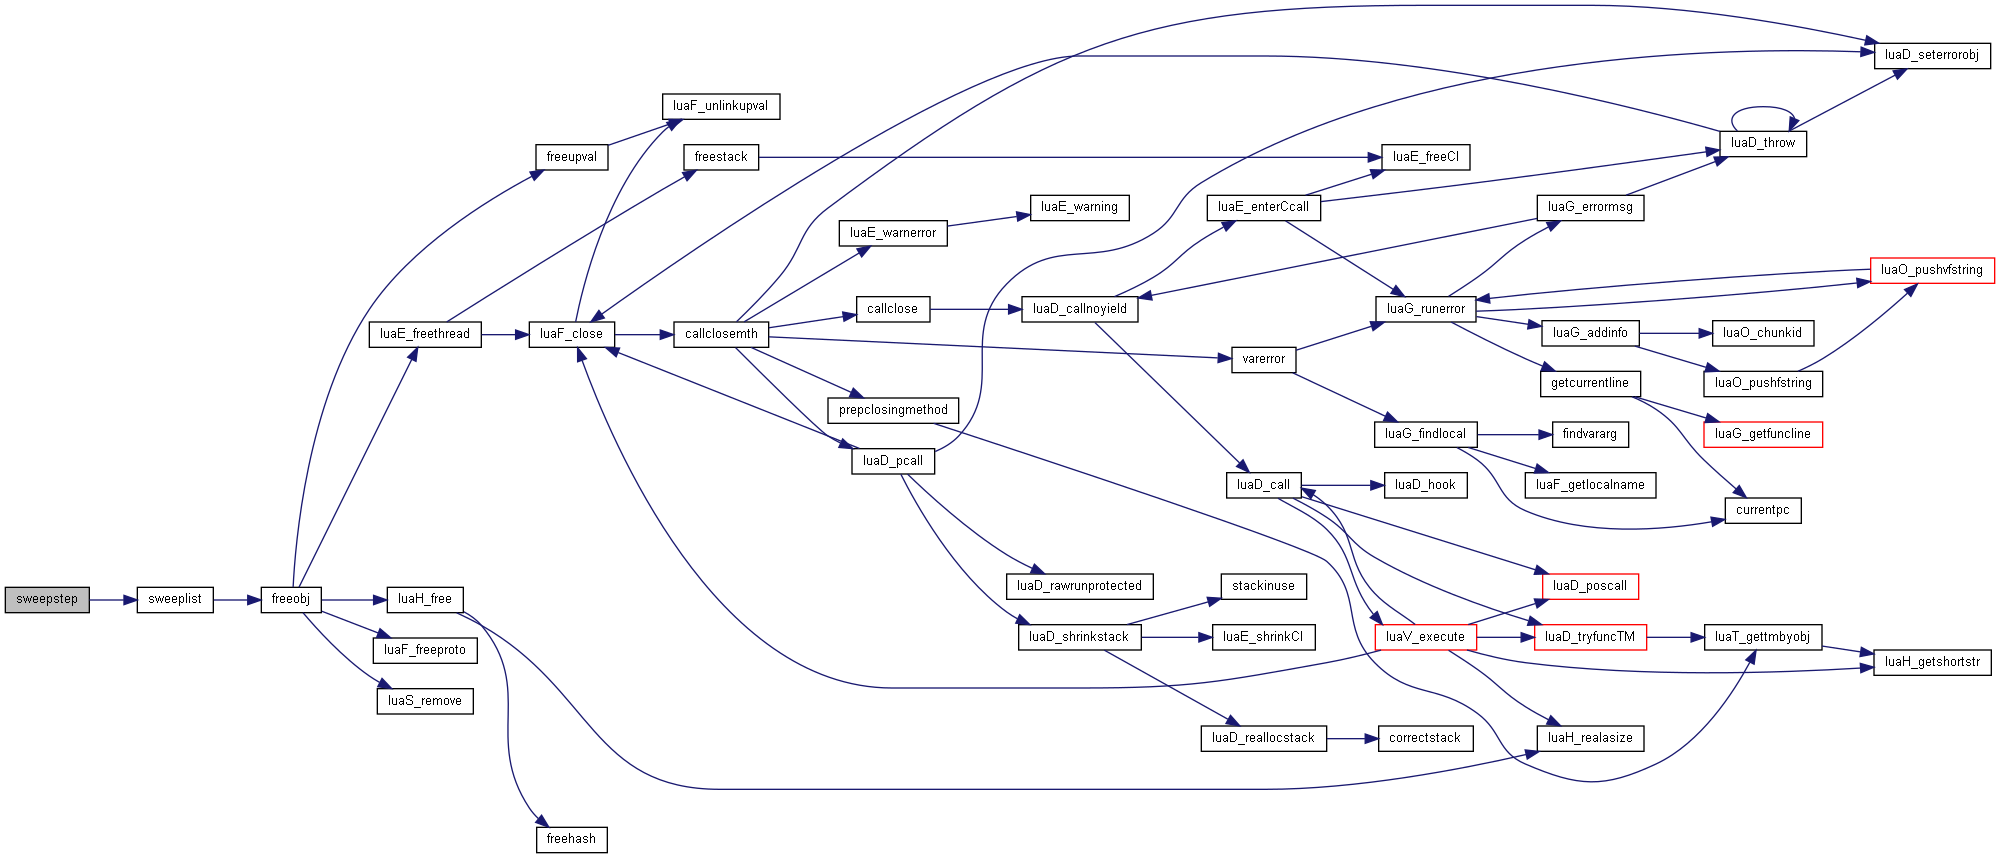 luaD_seterrorobj
luaF_unlinkupval
luaD_throw
freeupval
freestack
luaE_freeCI
luaE_warning
luaE_enterCcall
luaG_errormsg
luaE_warnerror
luaO_pushvfstring
callclose
luaD_callnoyield
luaG_runerror
luaE_freethread
luaF_close
callclosemth
luaG_addinfo
luaO_chunkid
varerror
getcurrentline
luaO_pushfstring
prepclosingmethod
luaG_findlocal
findvararg
luaG_getfuncline
luaD_pcall
luaD_call
luaD_hook
luaF_getlocalname
currentpc
luaD_rawrunprotected
stackinuse
luaD_poscall
sweepstep
sweeplist
freeobj
luaH_free
luaD_shrinkstack
luaE_shrinkCI
luaV_execute
luaD_tryfuncTM
luaT_gettmbyobj
luaF_freeproto
luaH_getshortstr
luaS_remove
luaD_reallocstack
correctstack
luaH_realasize
freehash